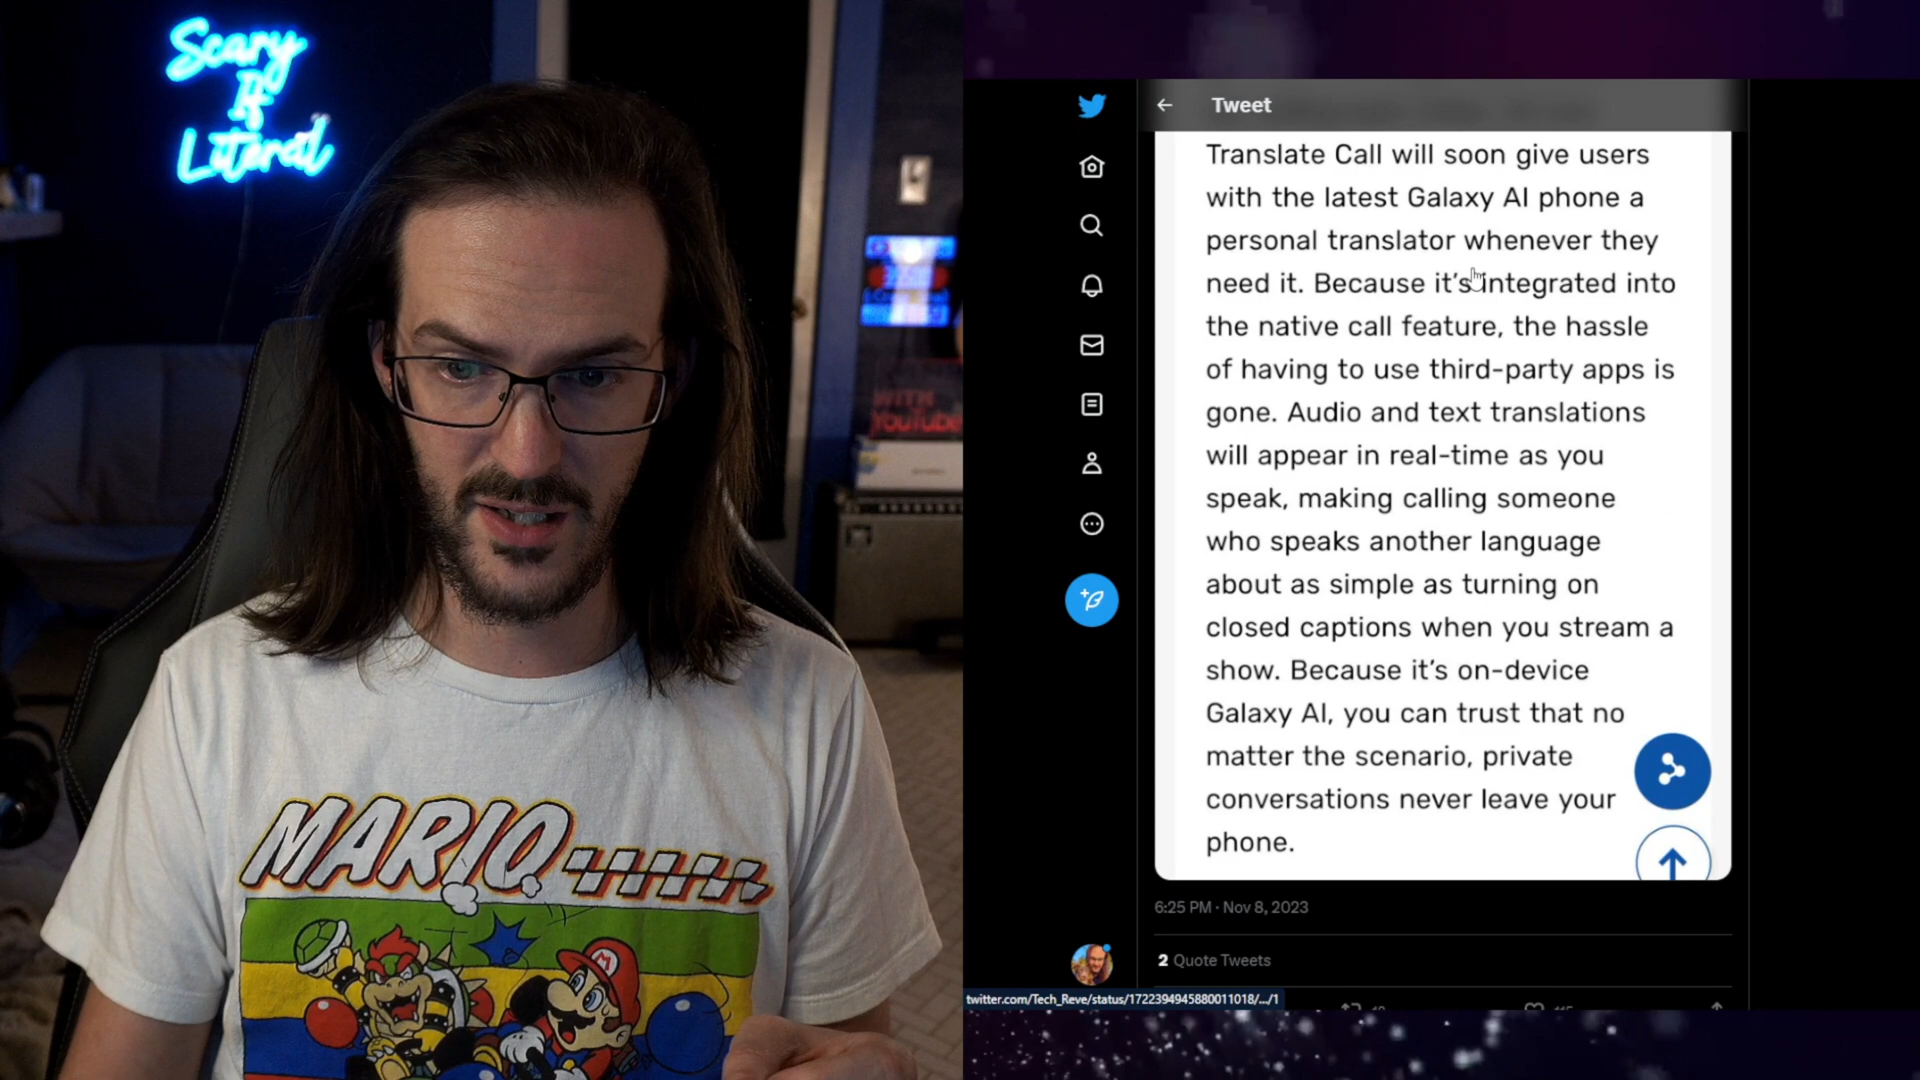 Scary
If
Literal
WITH
YouTube
MARIO
Tweet
Translate Call will soon give users
with the latest Galaxy AI phone a
personal translator whenever they
need it. Because it's integrated into
the native call feature, the hassle
of having to use third-party apps is
gone. Audio and text translations
will appear in real-time as you
speak, making calling someone
who speaks another language
about as simple as turning on
closed captions when you stream a
show. Because it's on-device
Galaxy AI, you can trust that no
matter the scenario, private
conversations never leave your
phone.
6:25 PM · Nov 8, 2023
2 Quote Tweets
twitter.com/Tech_Reve/status/1722394945880011018/.../1